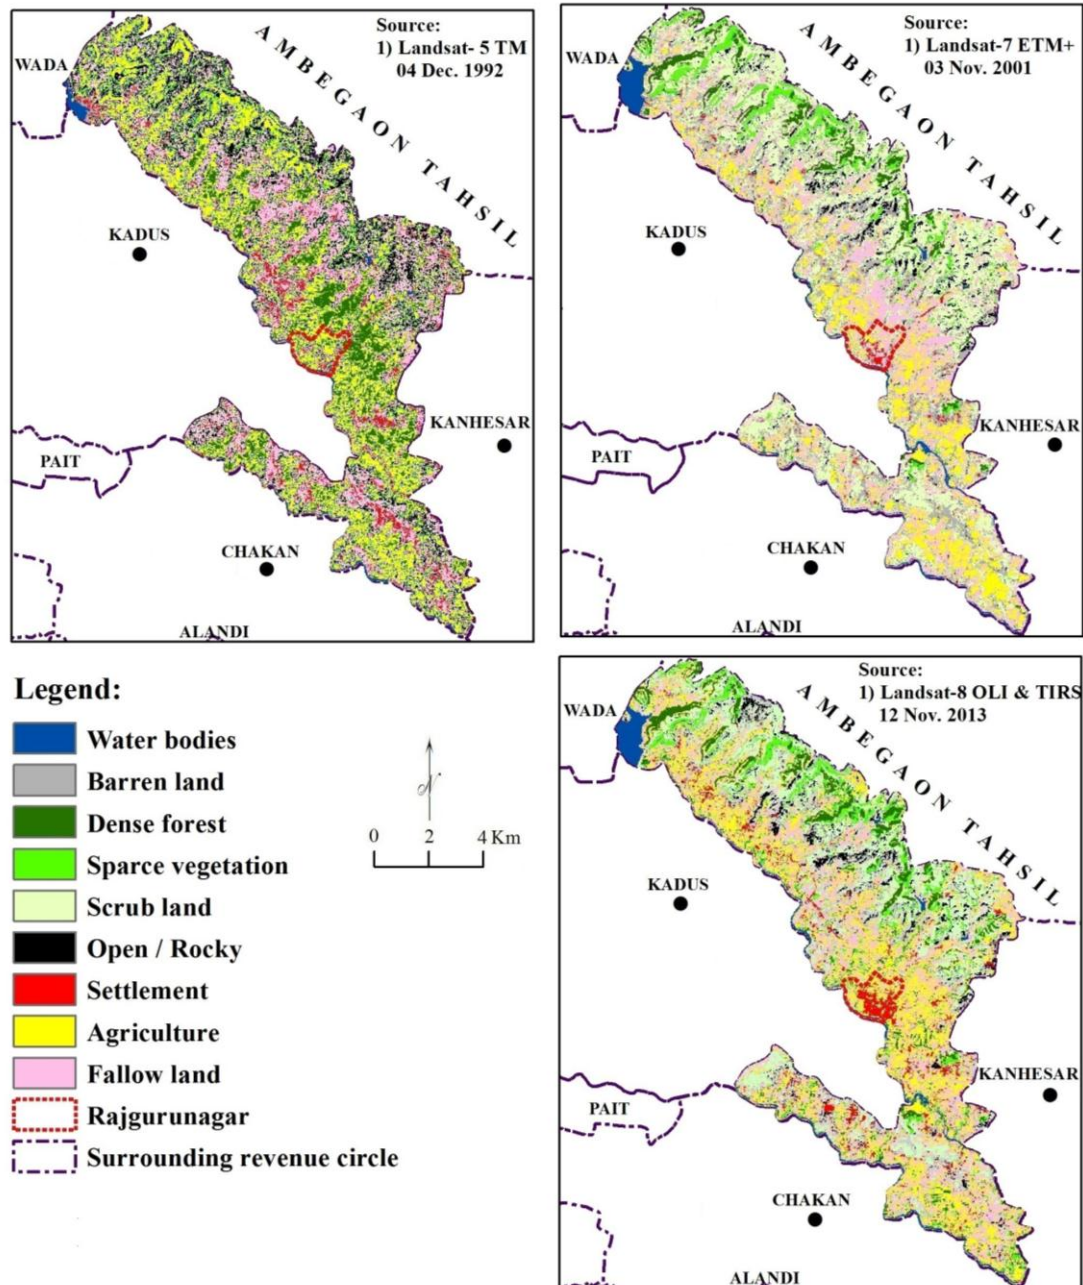 Source:
1) Landsat- 5 TM
04 Dec. 1992
WADA
AMBEGAON TAHSIL
KADUS
KANHESAR
PAIT
CHAKAN
ALANDI
Source:
1) Landsat-7 ETM+
03 Nov. 2001
WADA
AMBEGAON TAHSIL
KADUS
KANHESAR
PAIT
CHAKAN
ALANDI
Legend:
Water bodies
Barren land
Dense forest
Sparce vegetation
Scrub land
Open / Rocky
Settlement
Agriculture
Fallow land
Rajgurunagar
Surrounding revenue circle
N
0 2 4 Km
Source:
1) Landsat-8 OLI & TIRS
12 Nov. 2013
WADA
AMBEGAON TAHSIL
KADUS
KANHESAR
PAIT
CHAKAN
ALANDI